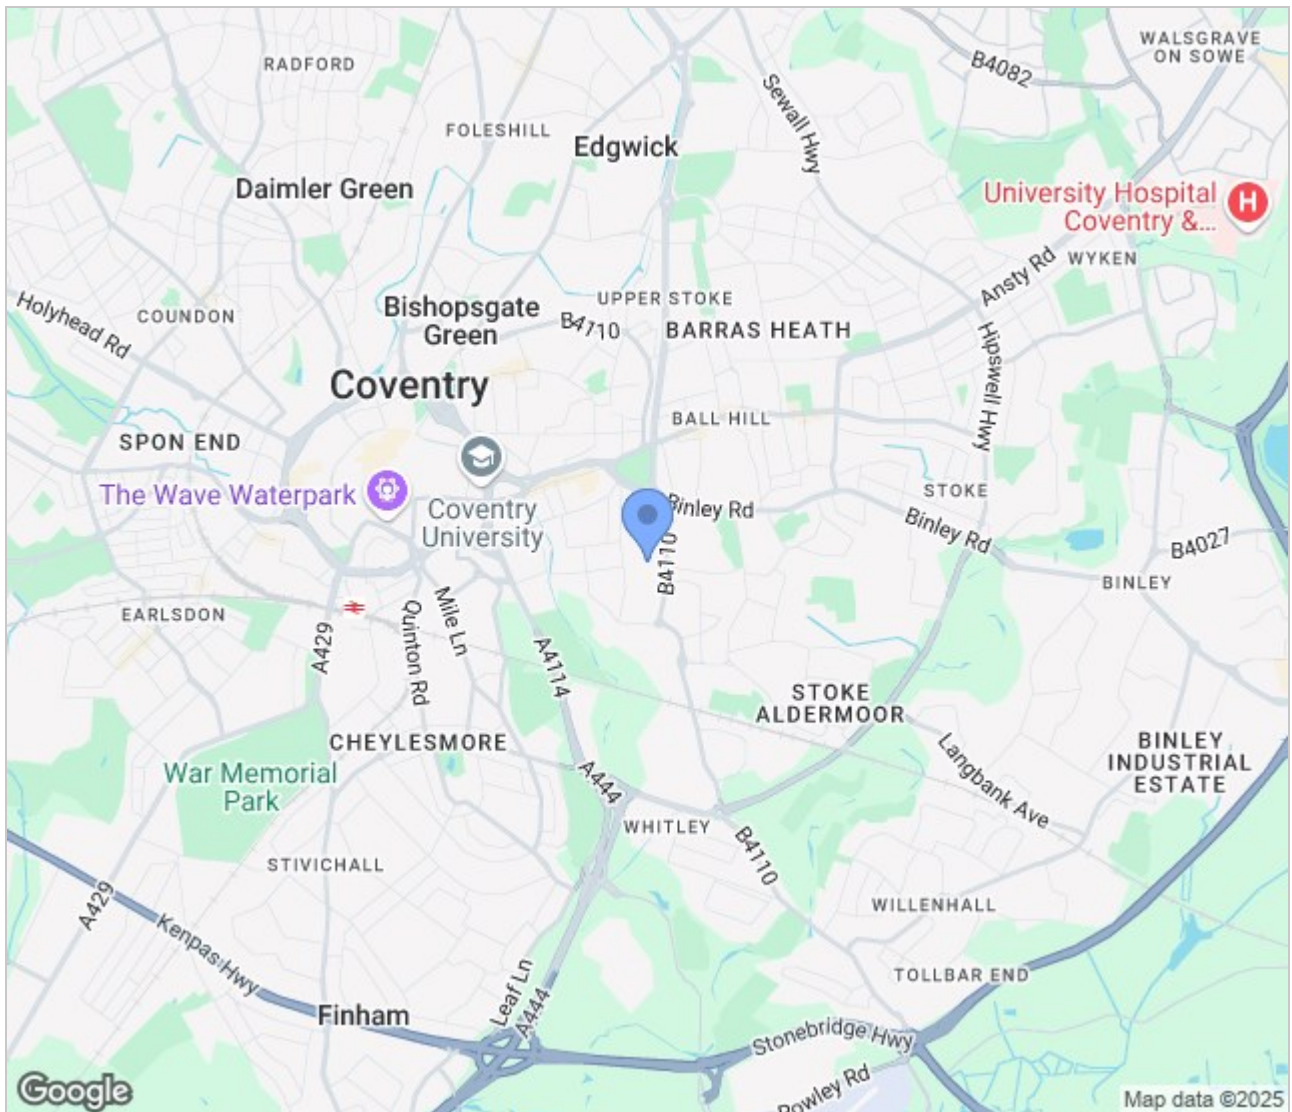 WALSGRAVE
ON SOWE
RADFORD
B4082
FOLESHILL
Sewall Hwy
Edgwick
Daimler Green
University Hospital
Coventry &...
H
WYKEN
Ansty Rd
Holyhead Rd
COUNDON
Bishopsgate
Green
UPPER STOKE
B4710
BARRAS HEATH
Hipswell Hwy
Coventry
BALL HILL
SPON END
The Wave Waterpark
Coventry
University
STOKE
Binley Rd
Binley Rd
B4027
B4110
BINLEY
EARLSDON
A429
Quinton Rd
Mile Ln
A4114
STOKE
ALDERMOOR
CHEYLESMORE
War Memorial
Park
A444
Langbank Ave
BINLEY
INDUSTRIAL
ESTATE
WHITLEY
B4110
STIVICHALL
A429
Kenpas Hwy
WILLENHALL
TOLLBAR END
Leaf Ln
A444
Finham
Stonebridge Hwy
Rowley Rd
Google
Map data ©2025